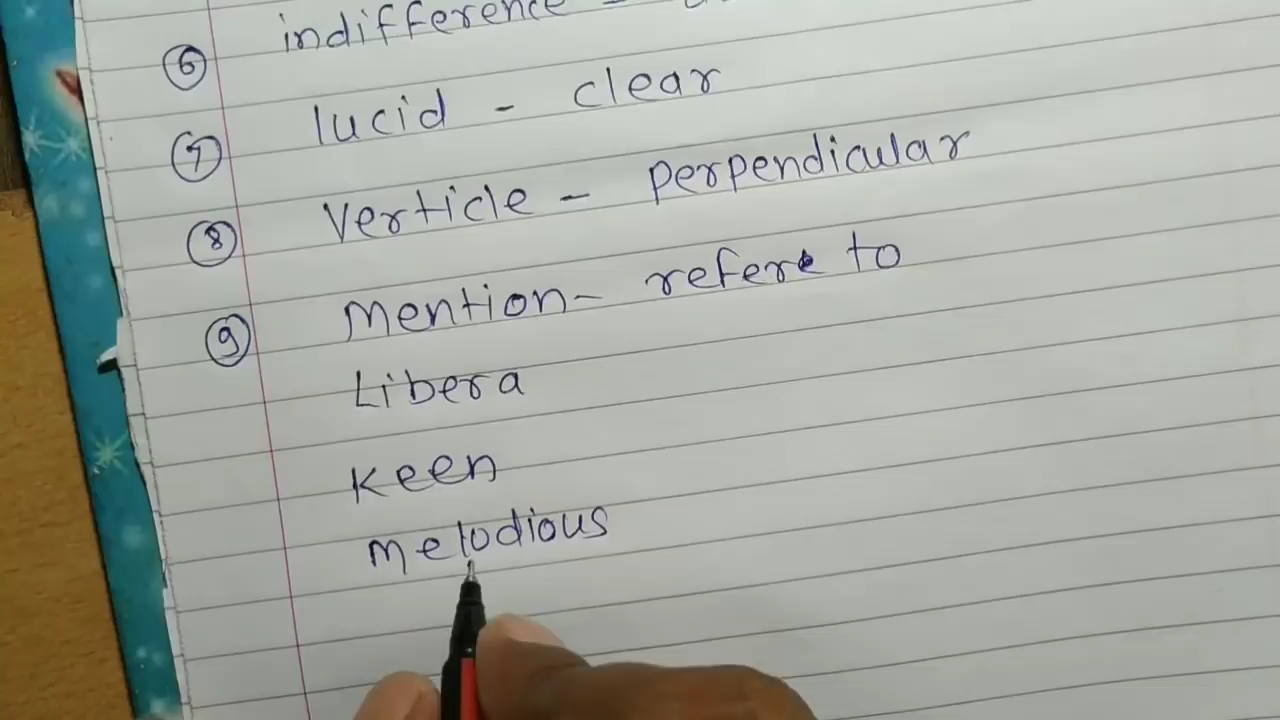 ⑥ indifference -
⑦ lucid - clear
⑧ Verticle - perpendicular
⑨ Mention - refere to
Libera
Keen
Melodious